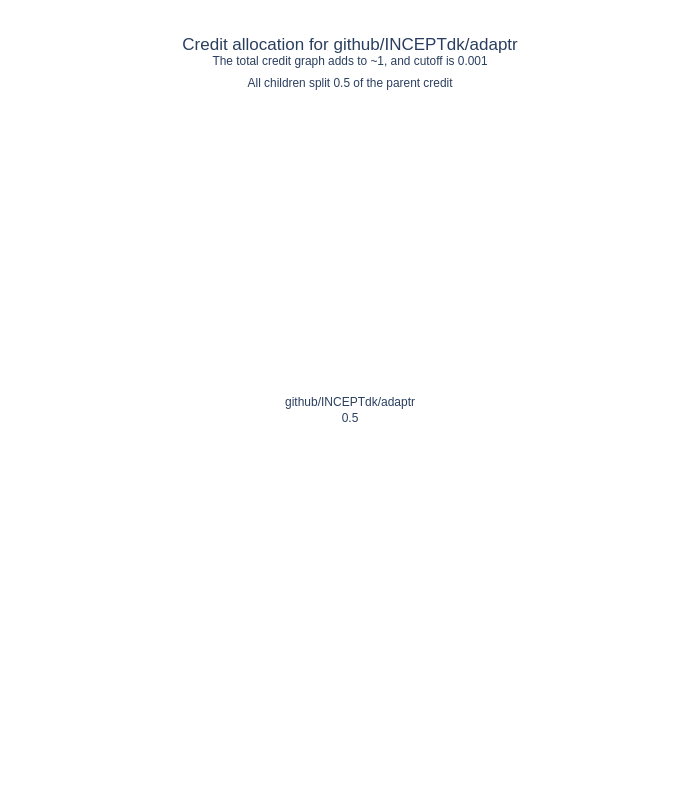 Credit allocation for github/INCEPTdk/adaptr
The total credit graph adds to ~1, and cutoff is 0.001
All children split 0.5 of the parent credit
github/INCEPTdk/adaptr
0.5